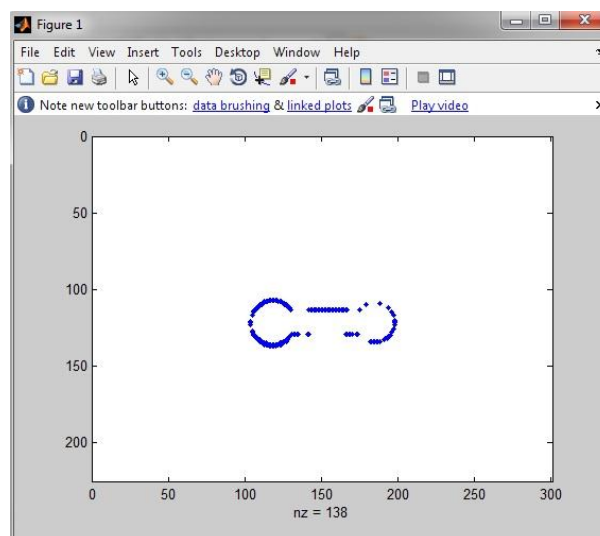 Figure 1
File Edit View Insert Tools Desktop Window Help
Note new toolbar buttons: data brushing & linked plots Play video
0
50
100
150
200
0 50 100 150 200 250 300
nz = 138